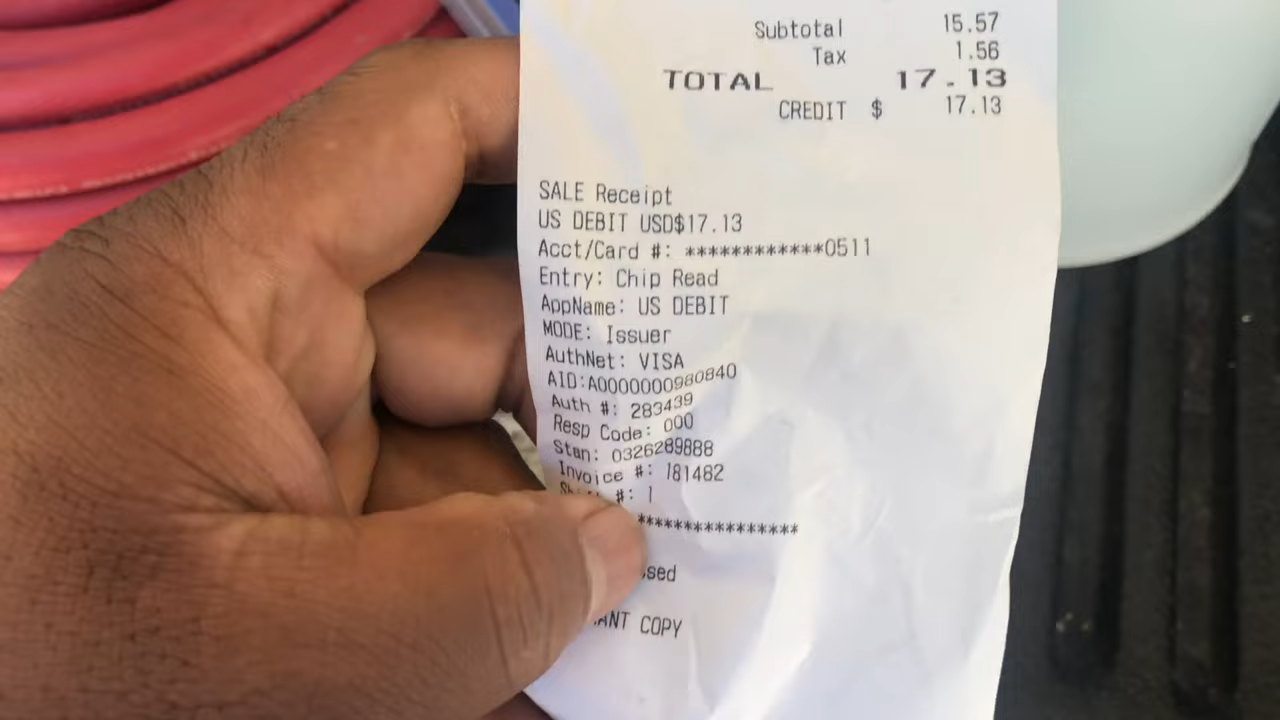 Subtotal 15.57
Tax 1.56
TOTAL 17.13
CREDIT $ 17.13
SALE Receipt
US DEBIT USD$17.13
Acct/Card #: ************0511
Entry: Chip Read
AppName: US DEBIT
MODE: Issuer
AuthNet: VISA
AID:A0000000980840
Auth #: 283439
Resp Code: 000
Stan: 0326289888
Invoice #: 181482
#: 1
***************
COPY